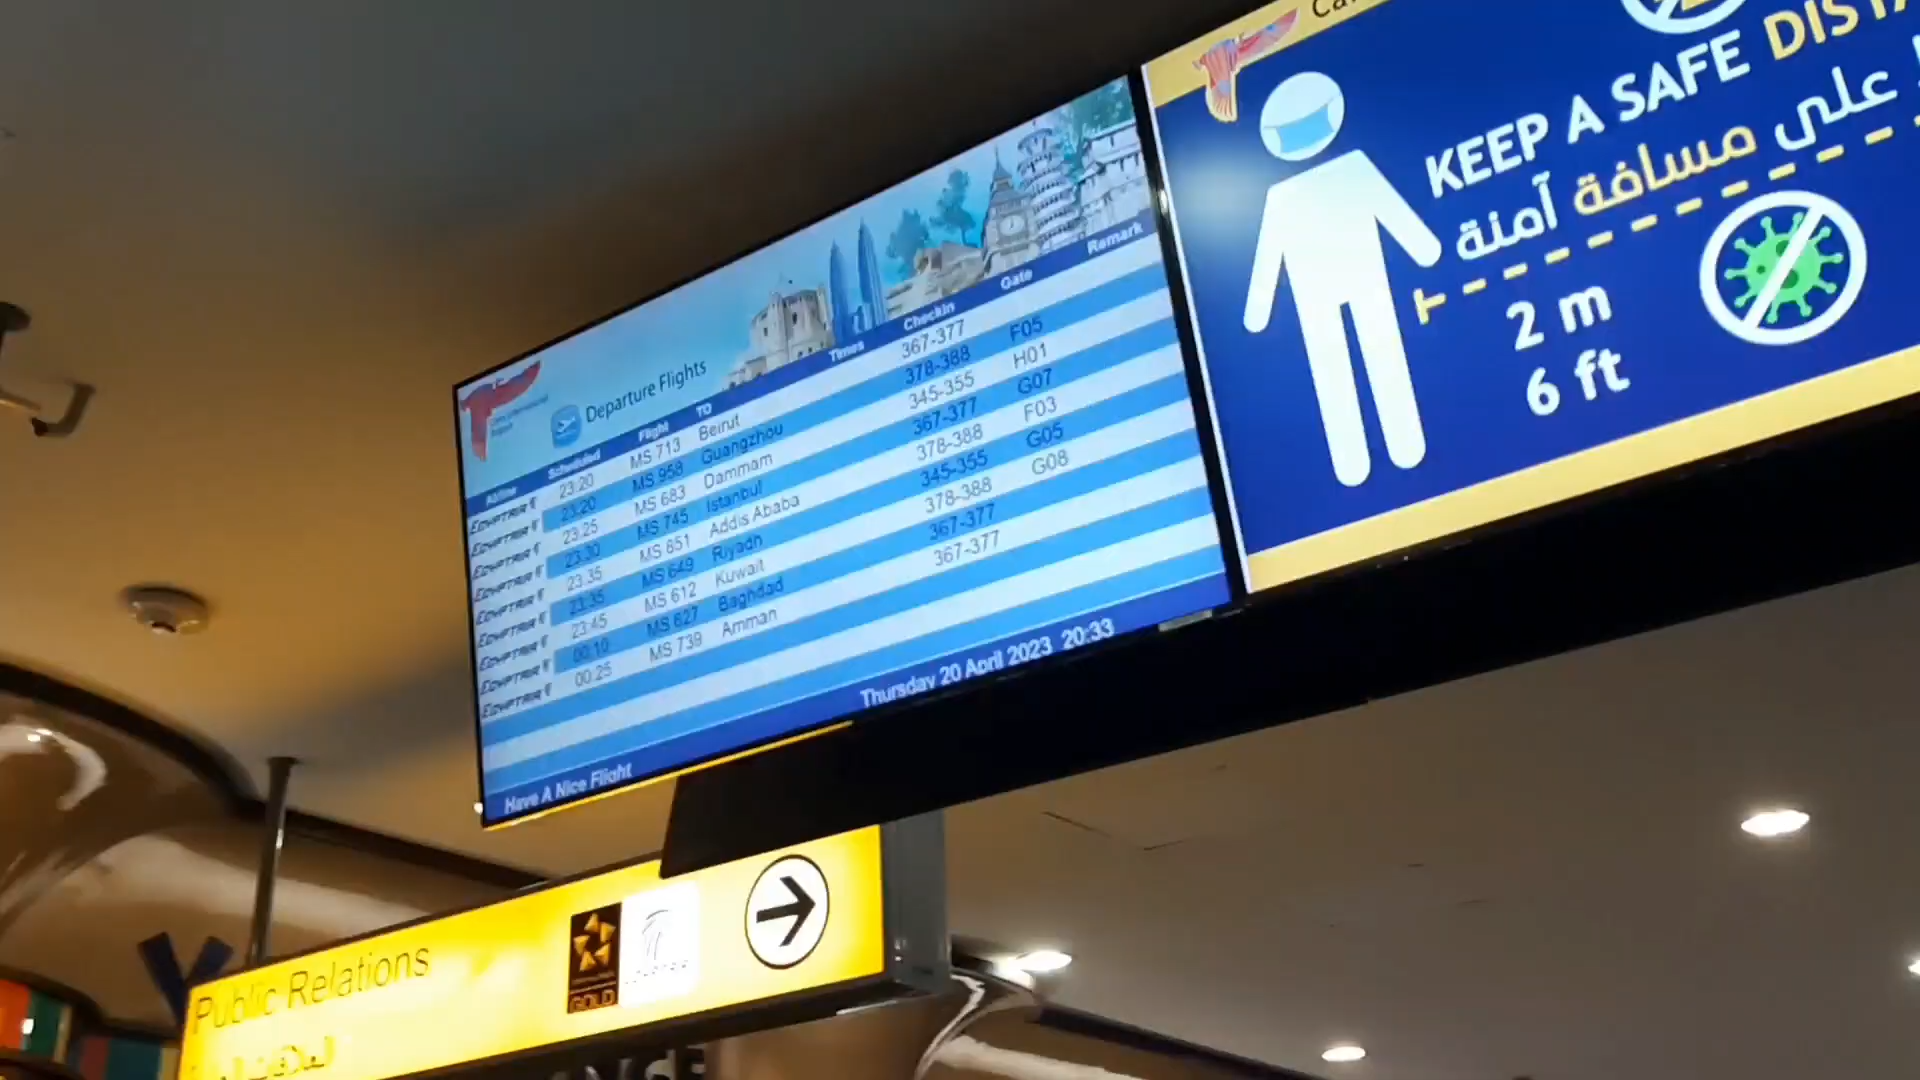 Departure Flights
Airline Scheduled Flight TO Times Checkin Gate Remark
EGYPTAIR 23:20 MS 713 Beirut 367-377
EGYPTAIR 23:20 MS 958 Guangzhou 378-388 F05
EGYPTAIR 23:25 MS 683 Dammam 345-355 H01
EGYPTAIR 23:30 MS 745 Istanbul 367-377 G07
EGYPTAIR 23:35 MS 851 Addis Ababa 378-388 F03
EGYPTAIR 23:35 MS 649 Riyadh 345-355 G05
EGYPTAIR 23:45 MS 612 Kuwait 378-388 G08
EGYPTAIR 00:10 MS 627 Baghdad 367-377
EGYPTAIR 00:25 MS 739 Amman 367-377
Thursday 20 April 2023 20:33
Have A Nice Flight
KEEP A SAFE
على مسافة آمنة
2 m
6 ft
Public Relations
GOLD